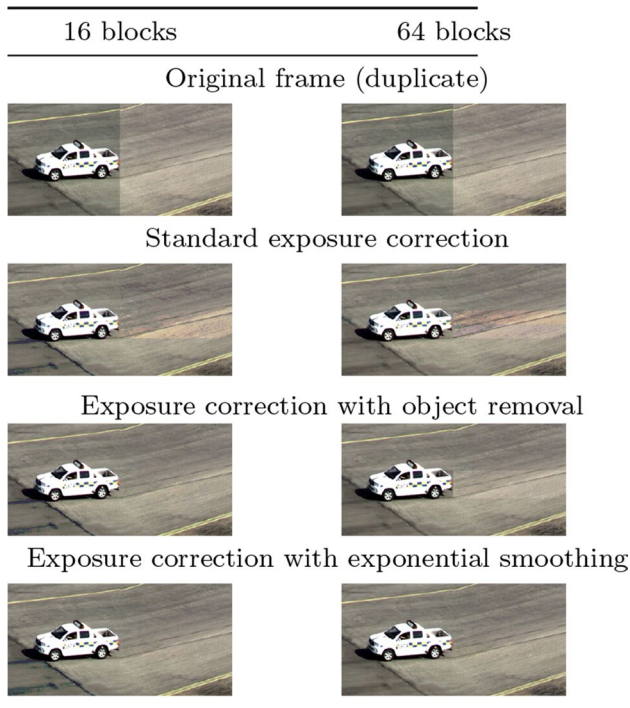 16 blocks 64 blocks
Original frame (duplicate)
Standard exposure correction
Exposure correction with object removal
Exposure correction with exponential smoothing